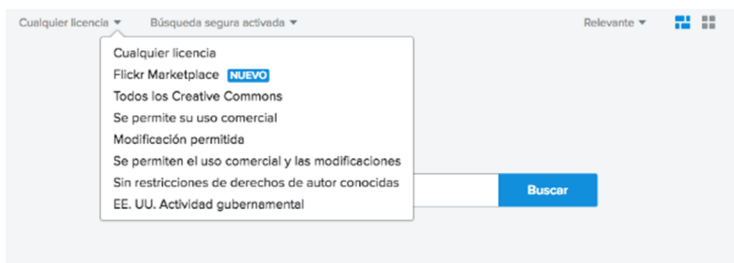 Cualquier licencia Búsqueda segura activada Relevante
Cualquier licencia
Flickr Marketplace NUEVO
Todos los Creative Commons
Se permite su uso comercial
Modificación permitida
Se permiten el uso comercial y las modificaciones
Sin restricciones de derechos de autor conocidas
EE. UU. Actividad gubernamental
Buscar